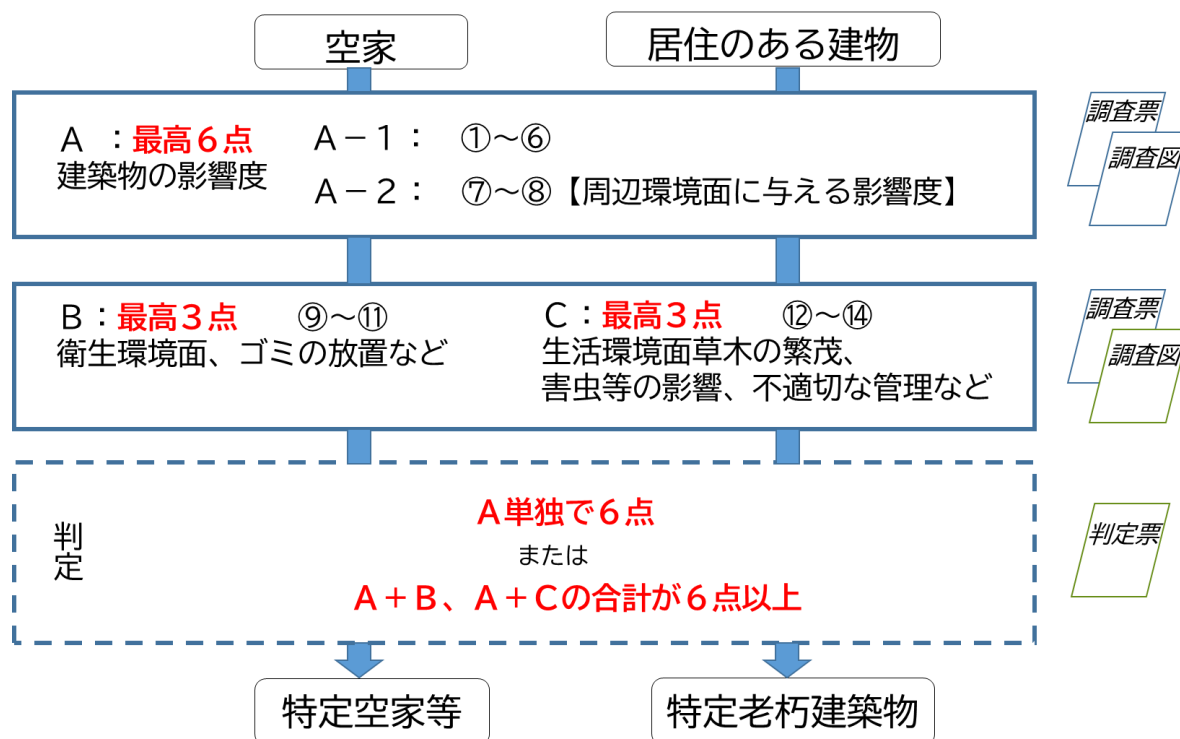 空家
居住のある建物
A ：最高６点
建築物の影響度
A－１： ①～⑥
A－２： ⑦～⑧【周辺環境面に与える影響度】
調査票
調査図
B：最高３点 ⑨～⑪
衛生環境面、ゴミの放置など
C：最高３点 ⑫～⑭
生活環境面草木の繁茂、
害虫等の影響、不適切な管理など
調査票
調査図
判定
A単独で６点
または
A＋B、A＋Cの合計が６点以上
判定票
特定空家等
特定老朽建築物